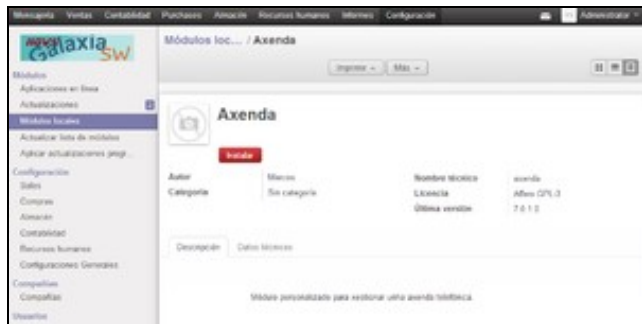 Mensajería Ventas Contabilidad Purchases Almacén Recursos humanos Informes Configuración Administrator
Galaxia SW
Módulos loc... / Axenda
Imprimir Más
Módulos
Aplicaciones en línea
Actualizaciones
Módulos locales
Actualizar lista de módulos
Aplicar actualizaciones progr...
Configuración
Sales
Compras
Almacén
Contabilidad
Recursos humanos
Configuraciones Generales
Compañías
Compañías
Usuarios
Axenda
Instalar
Autor Marcos
Categoría Sin categoría
Nombre técnico axenda
Licencia Affero GPL-3
Última versión 7.0.1.0
Descripción Datos técnicos
Módulo personalizado para xestionar unha axenda telefónica.